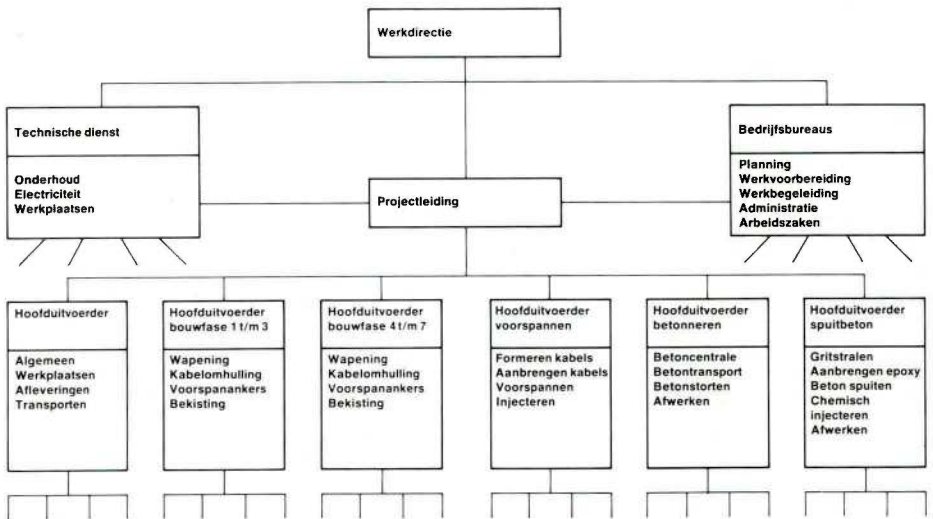 Werkdirectie
Technische dienst
Onderhoud
Electriciteit
Werkplaatsen
Projectleiding
Bedrijfsbureaus
Planning
Werkvoorbereiding
Werkbegeleiding
Administratie
Arbeidszaken
Hoofduitvoerder
Algemeen
Werkplaatsen
Afleveringen
Transporten
Hoofduitvoerder
bouwfase 1 t/m 3
Wapening
Kabelomhulling
Voorspanankers
Bekisting
Hoofduitvoerder
bouwfase 4 t/m 7
Wapening
Kabelomhulling
Voorspanankers
Bekisting
Hoofduitvoerder
voorspannen
Formeren kabels
Aanbrengen kabels
Voorspannen
Injecteren
Hoofduitvoerder
betonneren
Betoncentrale
Betontransport
Betonstorten
Afwerken
Hoofduitvoerder
spuitbeton
Gritstralen
Aanbrengen epoxy
Beton spuiten
Chemisch
injecteren
Afwerken